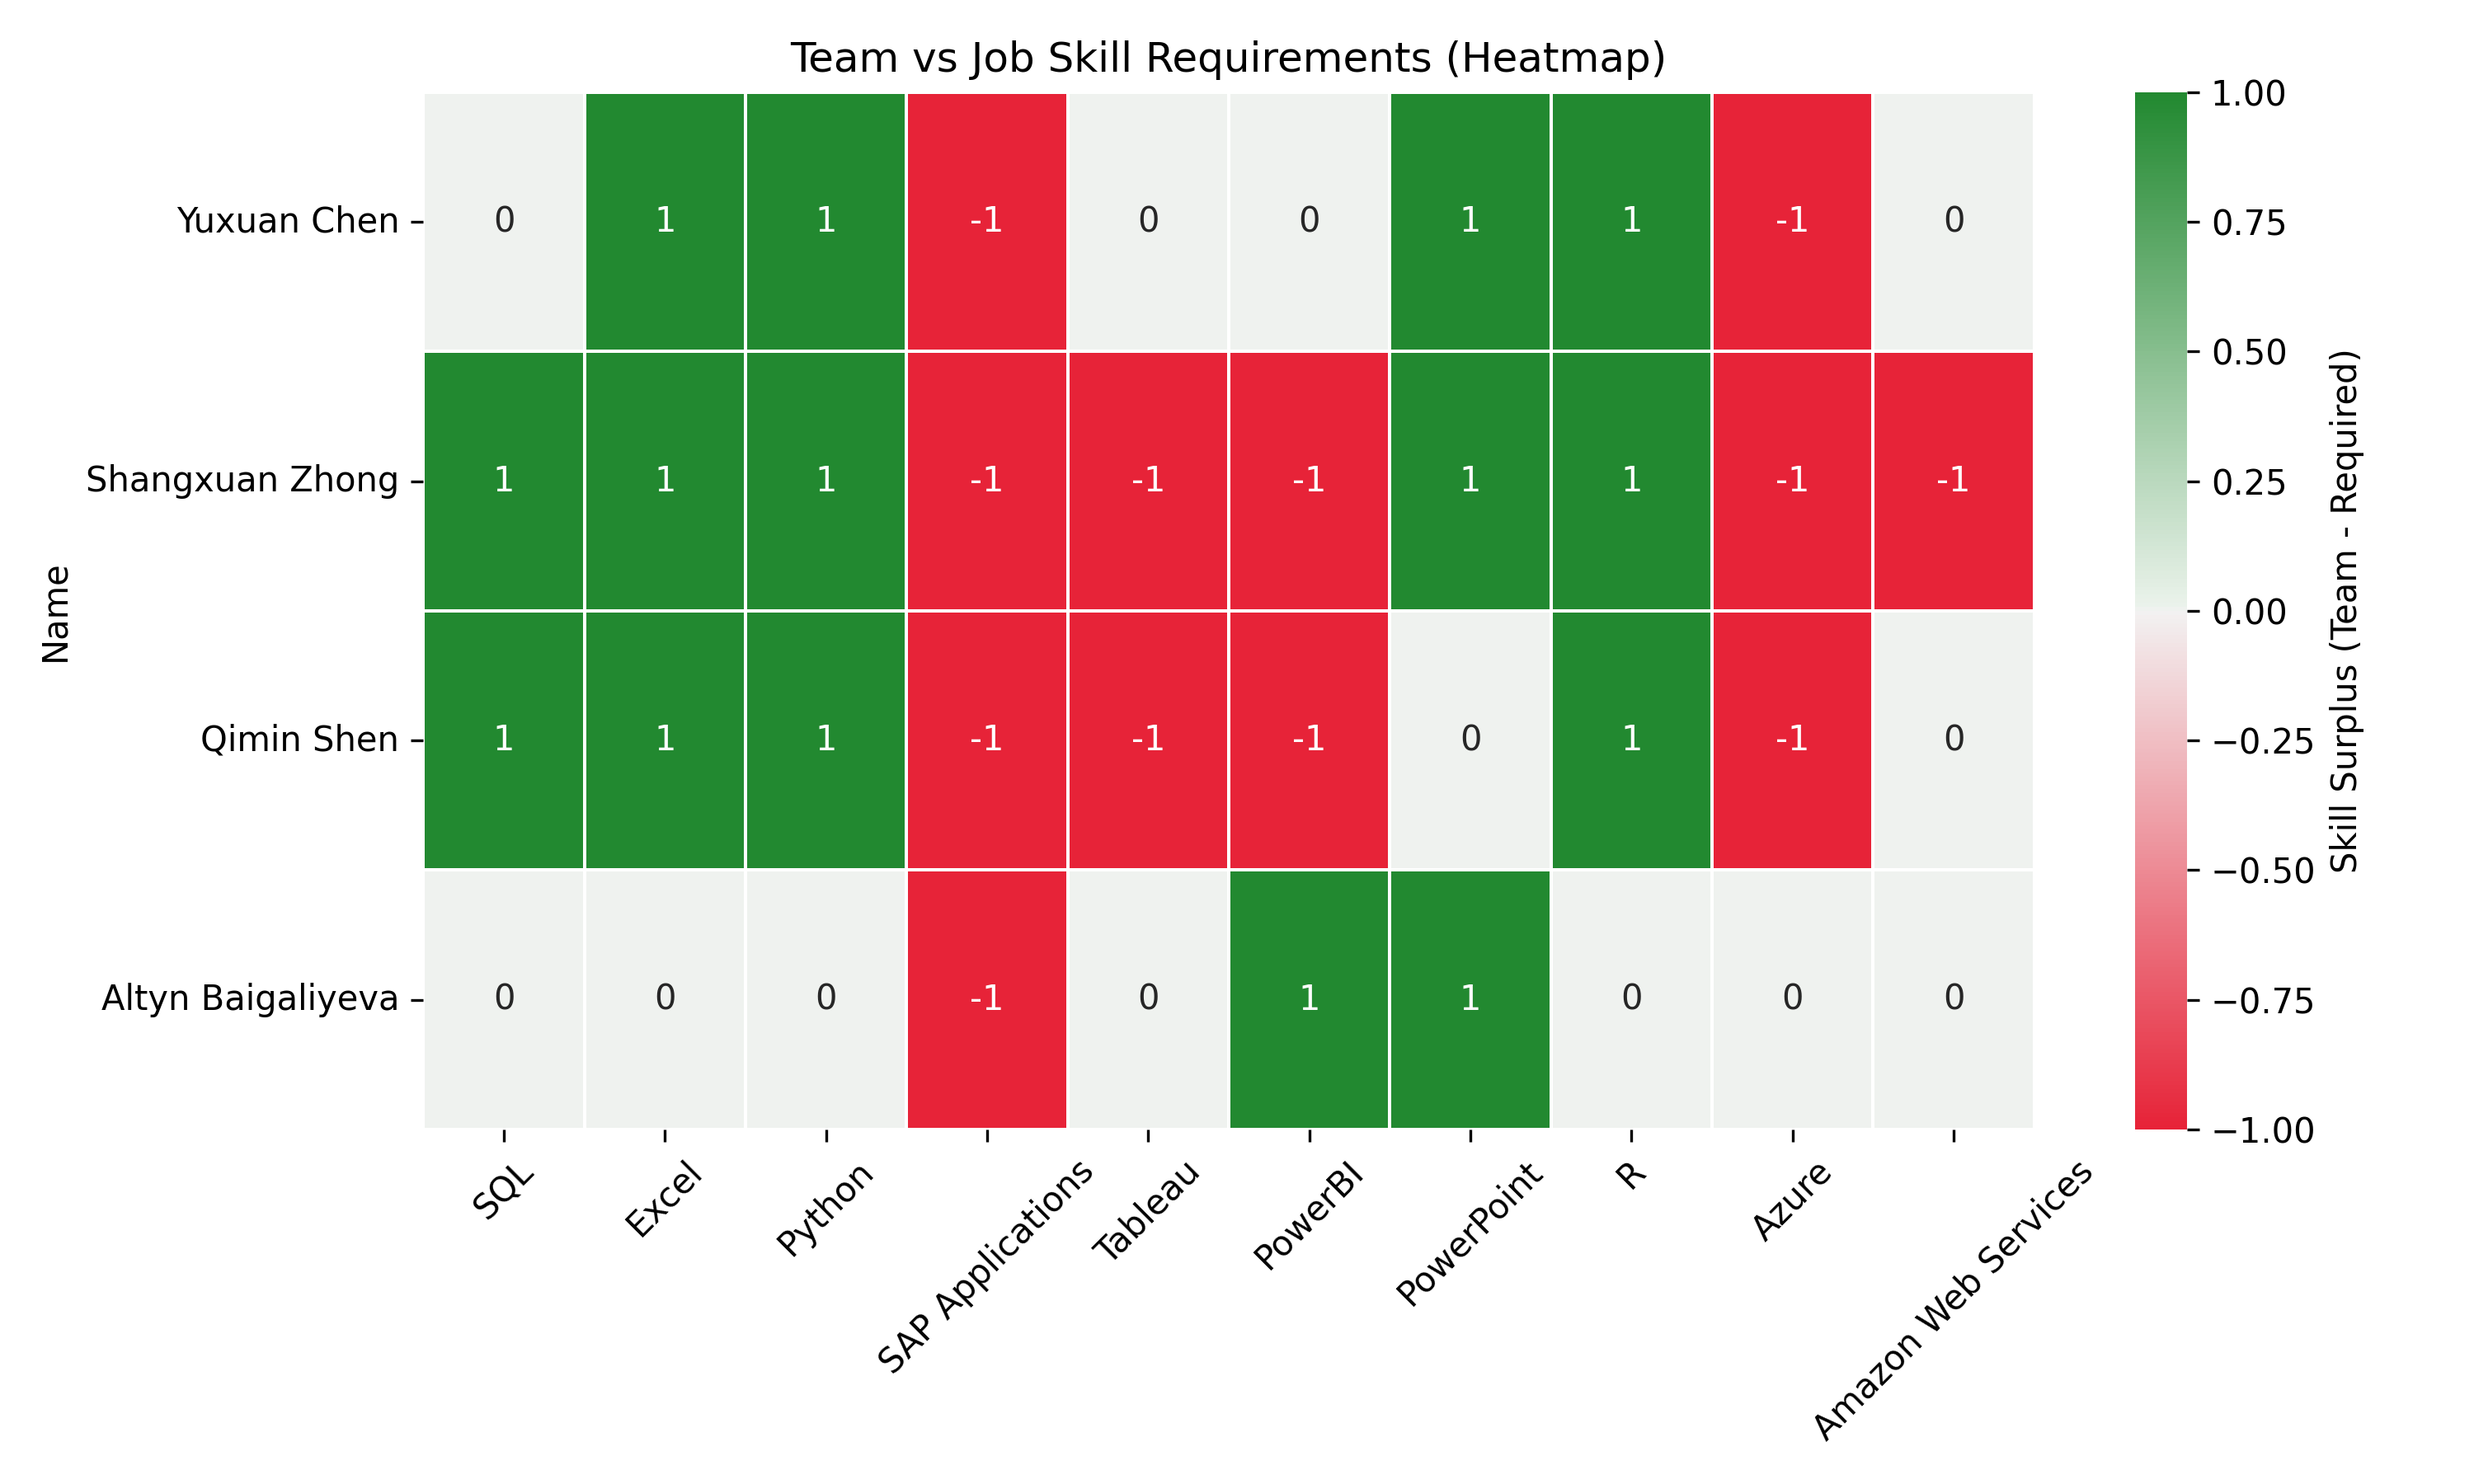 Team vs Job Skill Requirements (Heatmap)
Name
Yuxuan Chen 0 1 1 -1 0 0 1 1 -1 0
Shangxuan Zhong 1 1 1 -1 -1 -1 1 1 -1 -1
Qimin Shen 1 1 1 -1 -1 -1 0 1 -1 0
Altyn Baigaliyeva 0 0 0 -1 0 1 1 0 0 0
SQL Excel Python SAP Applications Tableau PowerBI PowerPoint R Azure Amazon Web Services
1.00
0.75
0.50
0.25
0.00
−0.25
−0.50
−0.75
−1.00
Skill Surplus (Team - Required)